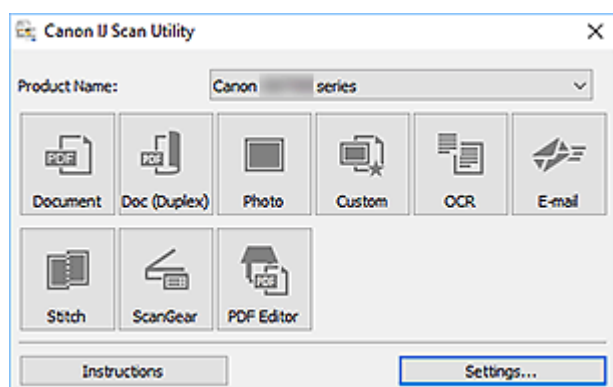 Canon IJ Scan Utility
Product Name: Canon series
PDF PDF
Document Doc (Duplex) Photo Custom OCR E-mail
PDF
Stitch ScanGear PDF Editor
Instructions Settings...